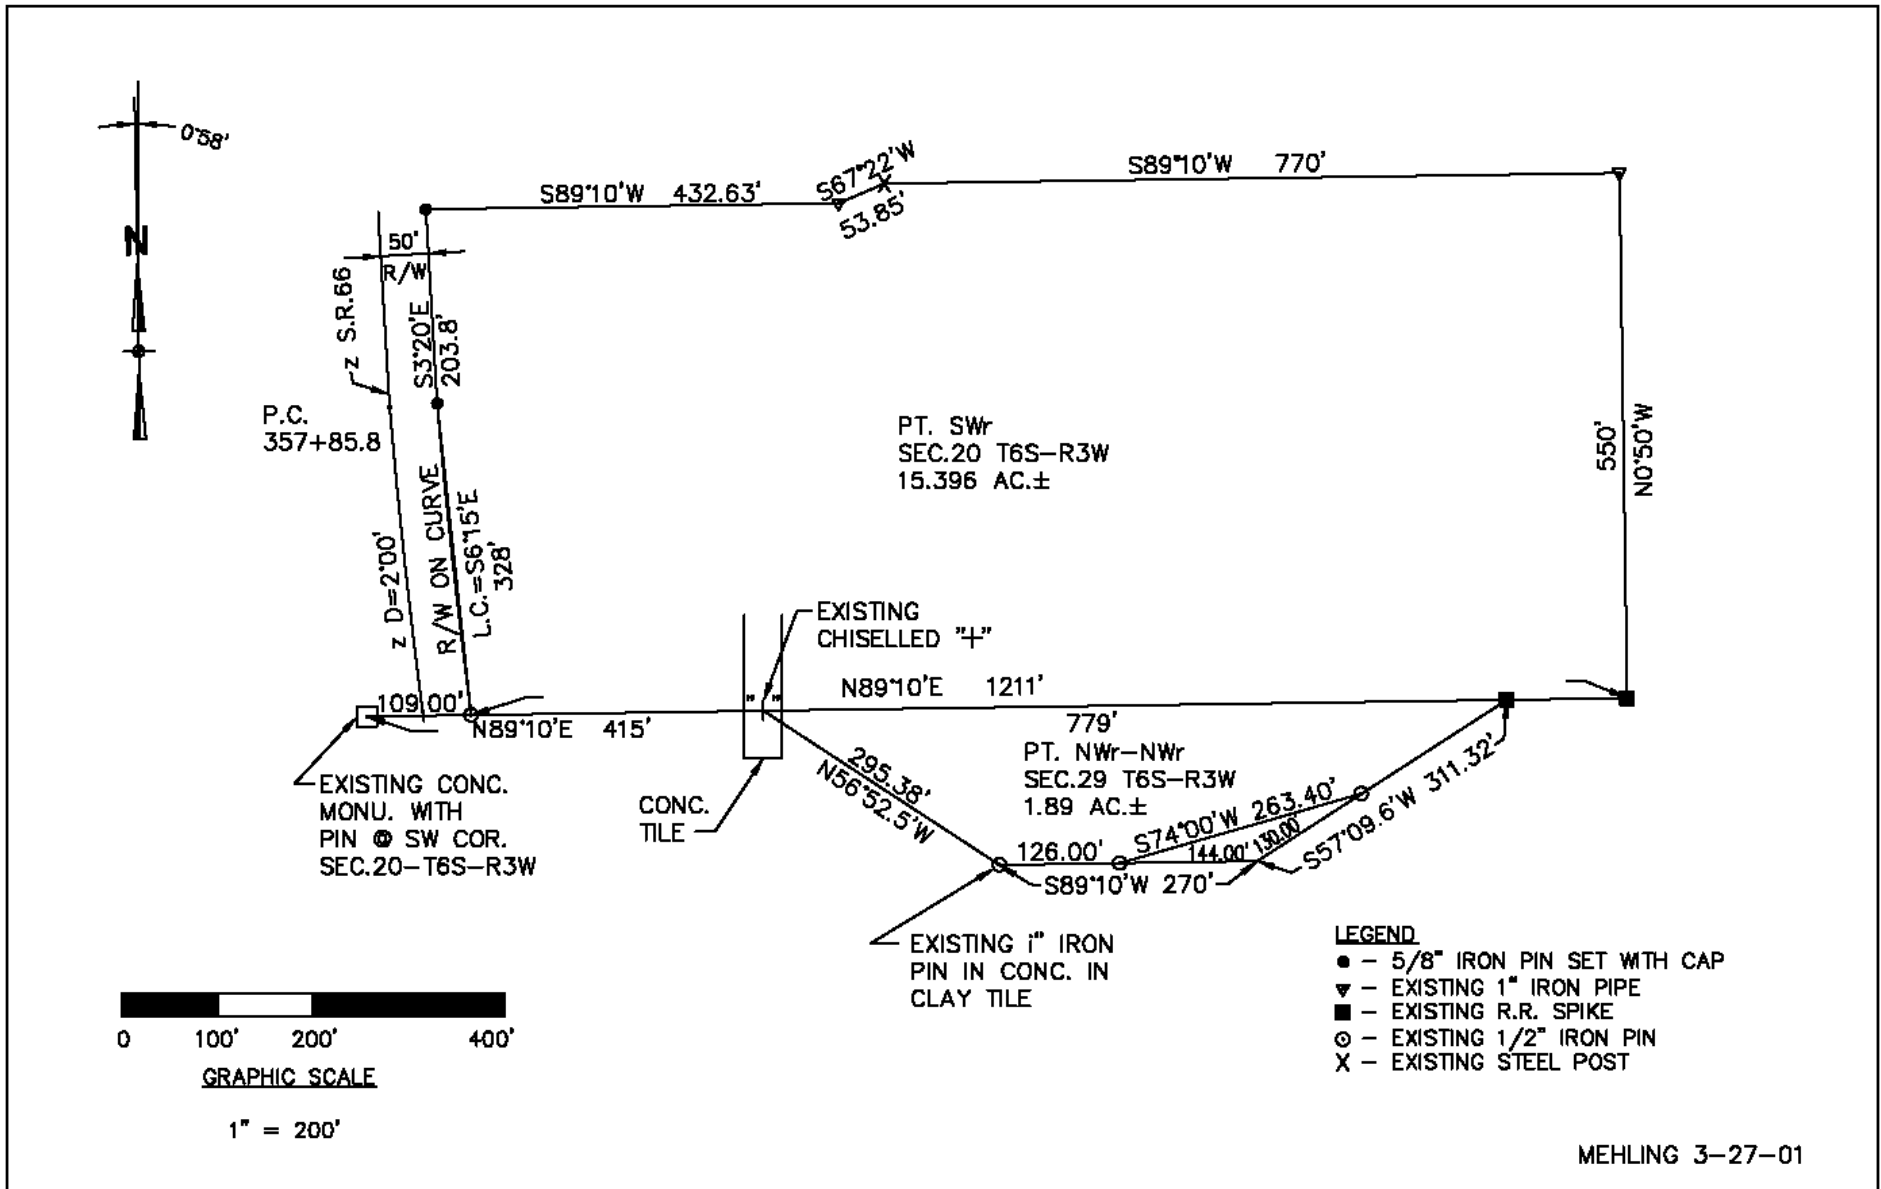 0°58'
N
S89°10'W 432.63'
S67°22'W
53.85'
S89°10'W 770'
50'
R/W
z S.R.66
S3°20'E
203.8'
P.C.
357+85.8
z D=2°00'
R/W ON CURVE
L.C.=S6°15'E
328'
PT. SWr
SEC.20 T6S-R3W
15.396 AC.±
550'
N0°50'W
EXISTING
CHISELLED "+"
109.00'
N89°10'E 415'
N89°10'E 1211'
779'
EXISTING CONC.
MONU. WITH
PIN @ SW COR.
SEC.20-T6S-R3W
CONC.
TILE
295.38'
N56°52.5'W
PT. NWr-NWr
SEC.29 T6S-R3W
1.89 AC.±
S74°00'W 263.40'
126.00'
144.00'
130.00
S57°09.6'W 311.32'
S89°10'W 270'
EXISTING i" IRON
PIN IN CONC. IN
CLAY TILE
LEGEND
● - 5/8" IRON PIN SET WITH CAP
▼ - EXISTING 1" IRON PIPE
■ - EXISTING R.R. SPIKE
⊙ - EXISTING 1/2" IRON PIN
X - EXISTING STEEL POST
0 100' 200' 400'
GRAPHIC SCALE
1" = 200'
MEHLING 3-27-01